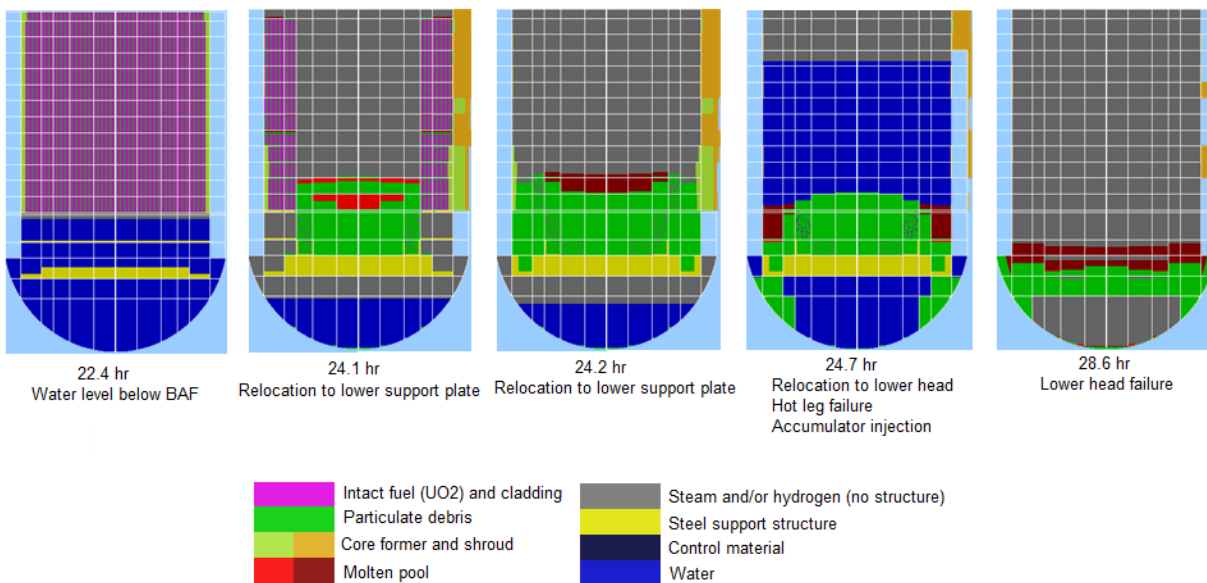 22.4 hr
Water level below BAF
24.1 hr
Relocation to lower support plate
24.2 hr
Relocation to lower support plate
24.7 hr
Relocation to lower head
Hot leg failure
Accumulator injection
28.6 hr
Lower head failure
Intact fuel (UO2) and cladding
Particulate debris
Core former and shroud
Molten pool
Steam and/or hydrogen (no structure)
Steel support structure
Control material
Water